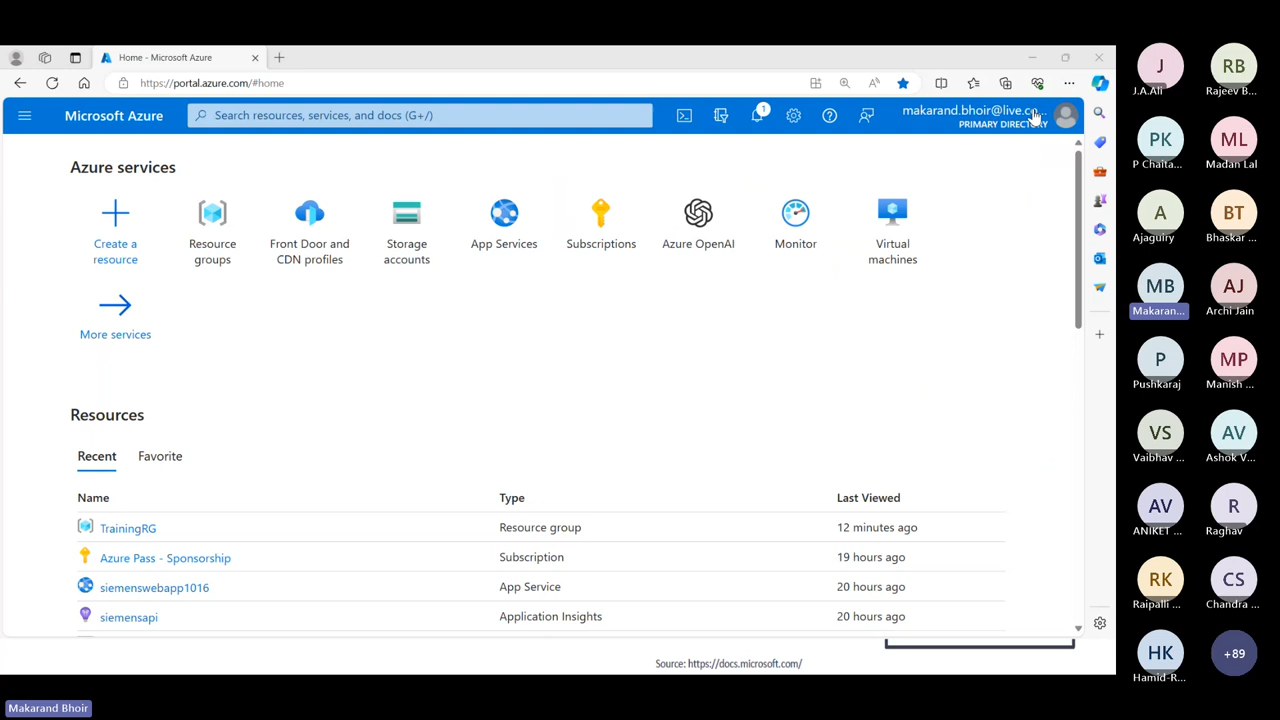 Home - Microsoft Azure
https://portal.azure.com/#home
Microsoft Azure
Search resources, services, and docs (G+/)
1
makarand.bhoir@live.co...
PRIMARY DIRECTORY
Azure services
Create a
resource
Resource
groups
Front Door and
CDN profiles
Storage
accounts
App Services
Subscriptions
Azure OpenAI
Monitor
Virtual
machines
More services
Resources
Recent
Favorite
Name
Type
Last Viewed
TrainingRG
Resource group
12 minutes ago
Azure Pass - Sponsorship
Subscription
19 hours ago
siemenswebapp1016
App Service
20 hours ago
siemensapi
Application Insights
20 hours ago
Source: https://docs.microsoft.com/
J
J.A.Ali
RB
Rajeev B...
PK
P Chaita...
ML
Madan Lal
A
Ajaguiry
BT
Bhaskar ...
MB
Makaran...
AJ
Archi Jain
P
Pushkaraj
MP
Manish ...
VS
Vaibhav ...
AV
Ashok V...
AV
ANIKET ...
R
Raghav
RK
Raipalli ...
CS
Chandra ...
HK
Hamid-R...
+89
Makarand Bhoir